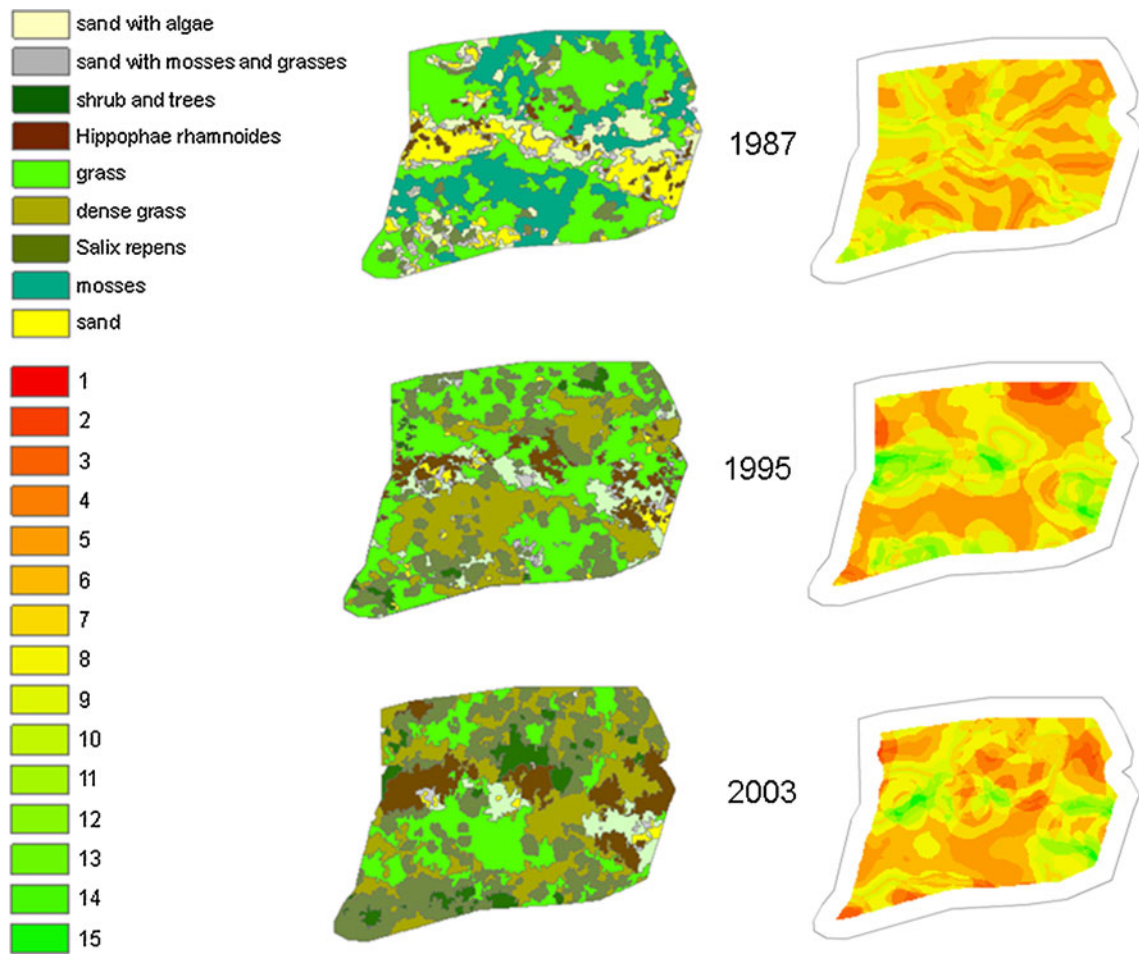 sand with algae
sand with mosses and grasses
shrub and trees
Hippophae rhamnoides
grass
dense grass
Salix repens
mosses
sand
1
2
3
4
5
6
7
8
9
10
11
12
13
14
15
1987
1995
2003